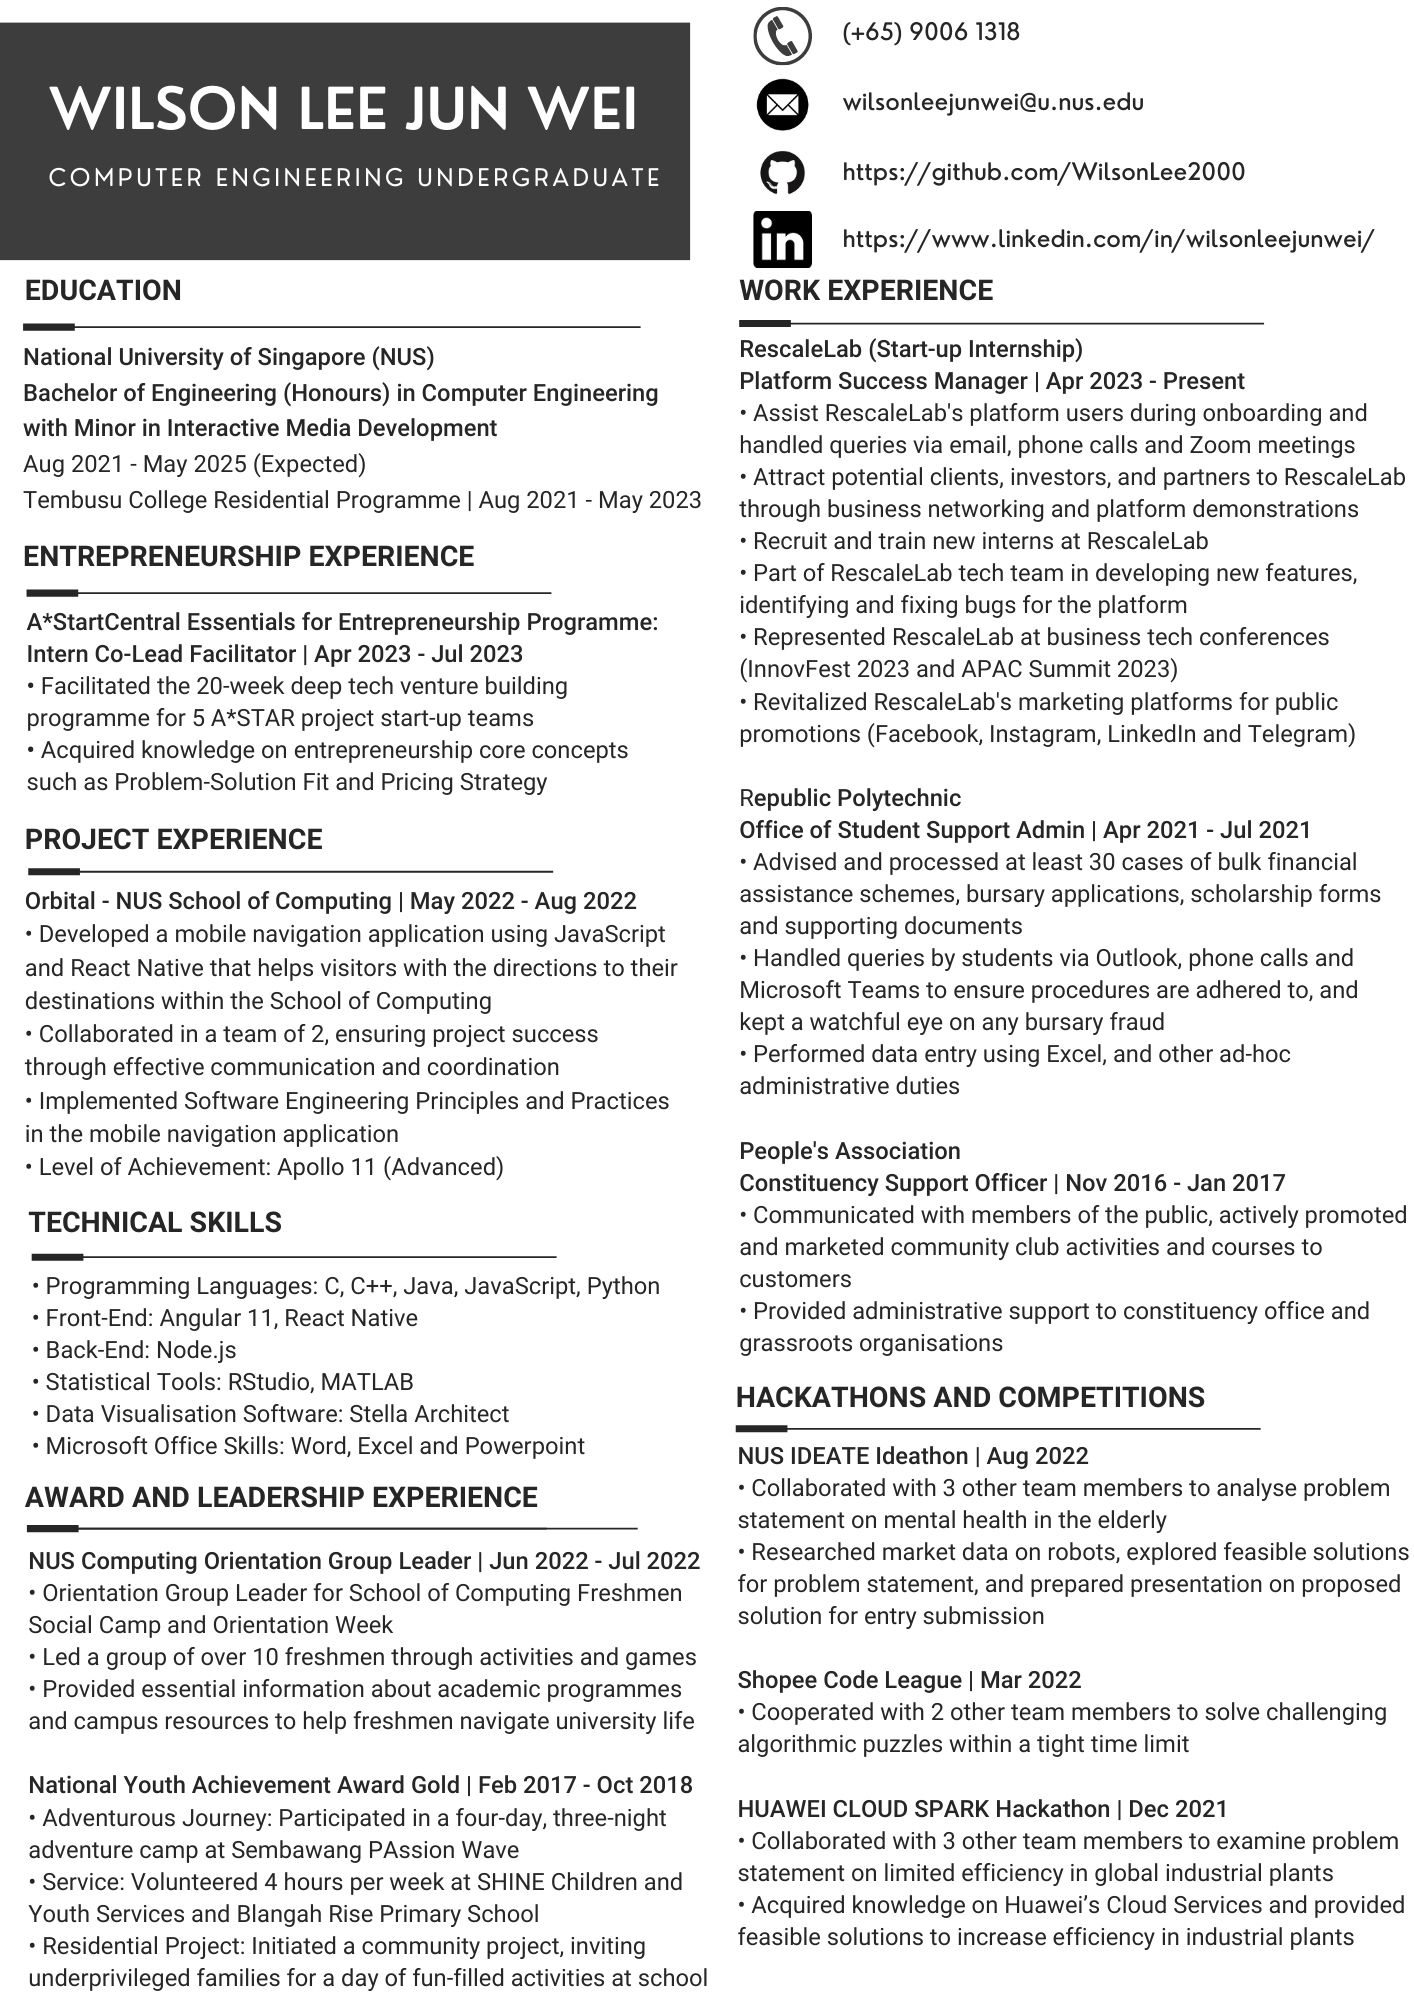 WILSON LEE JUN WEI
COMPUTER ENGINEERING UNDERGRADUATE
(+65) 9006 1318
wilsonleejunwei@u.nus.edu
https://github.com/WilsonLee2000
in
https://www.linkedin.com/in/wilsonleejunwei/
EDUCATION
National University of Singapore (NUS)
Bachelor of Engineering (Honours) in Computer Engineering
with Minor in Interactive Media Development
Aug 2021 - May 2025 (Expected)
Tembusu College Residential Programme | Aug 2021 - May 2023
ENTREPRENEURSHIP EXPERIENCE
A*StartCentral Essentials for Entrepreneurship Programme:
Intern Co-Lead Facilitator | Apr 2023 - Jul 2023
• Facilitated the 20-week deep tech venture building
programme for 5 A*STAR project start-up teams
• Acquired knowledge on entrepreneurship core concepts
such as Problem-Solution Fit and Pricing Strategy
PROJECT EXPERIENCE
Orbital - NUS School of Computing | May 2022 - Aug 2022
• Developed a mobile navigation application using JavaScript
and React Native that helps visitors with the directions to their
destinations within the School of Computing
• Collaborated in a team of 2, ensuring project success
through effective communication and coordination
• Implemented Software Engineering Principles and Practices
in the mobile navigation application
• Level of Achievement: Apollo 11 (Advanced)
TECHNICAL SKILLS
• Programming Languages: C, C++, Java, JavaScript, Python
• Front-End: Angular 11, React Native
• Back-End: Node.js
• Statistical Tools: RStudio, MATLAB
• Data Visualisation Software: Stella Architect
• Microsoft Office Skills: Word, Excel and Powerpoint
AWARD AND LEADERSHIP EXPERIENCE
NUS Computing Orientation Group Leader | Jun 2022 - Jul 2022
• Orientation Group Leader for School of Computing Freshmen
Social Camp and Orientation Week
• Led a group of over 10 freshmen through activities and games
• Provided essential information about academic programmes
and campus resources to help freshmen navigate university life
National Youth Achievement Award Gold | Feb 2017 - Oct 2018
• Adventurous Journey: Participated in a four-day, three-night
adventure camp at Sembawang PAssion Wave
• Service: Volunteered 4 hours per week at SHINE Children and
Youth Services and Blangah Rise Primary School
• Residential Project: Initiated a community project, inviting
underprivileged families for a day of fun-filled activities at school
WORK EXPERIENCE
RescaleLab (Start-up Internship)
Platform Success Manager | Apr 2023 - Present
• Assist RescaleLab's platform users during onboarding and
handled queries via email, phone calls and Zoom meetings
• Attract potential clients, investors, and partners to RescaleLab
through business networking and platform demonstrations
• Recruit and train new interns at RescaleLab
• Part of RescaleLab tech team in developing new features,
identifying and fixing bugs for the platform
• Represented RescaleLab at business tech conferences
(InnovFest 2023 and APAC Summit 2023)
• Revitalized RescaleLab's marketing platforms for public
promotions (Facebook, Instagram, LinkedIn and Telegram)
Republic Polytechnic
Office of Student Support Admin | Apr 2021 - Jul 2021
• Advised and processed at least 30 cases of bulk financial
assistance schemes, bursary applications, scholarship forms
and supporting documents
• Handled queries by students via Outlook, phone calls and
Microsoft Teams to ensure procedures are adhered to, and
kept a watchful eye on any bursary fraud
• Performed data entry using Excel, and other ad-hoc
administrative duties
People's Association
Constituency Support Officer | Nov 2016 - Jan 2017
• Communicated with members of the public, actively promoted
and marketed community club activities and courses to
customers
• Provided administrative support to constituency office and
grassroots organisations
HACKATHONS AND COMPETITIONS
NUS IDEATE Ideathon | Aug 2022
• Collaborated with 3 other team members to analyse problem
statement on mental health in the elderly
• Researched market data on robots, explored feasible solutions
for problem statement, and prepared presentation on proposed
solution for entry submission
Shopee Code League | Mar 2022
• Cooperated with 2 other team members to solve challenging
algorithmic puzzles within a tight time limit
HUAWEI CLOUD SPARK Hackathon | Dec 2021
• Collaborated with 3 other team members to examine problem
statement on limited efficiency in global industrial plants
• Acquired knowledge on Huawei’s Cloud Services and provided
feasible solutions to increase efficiency in industrial plants